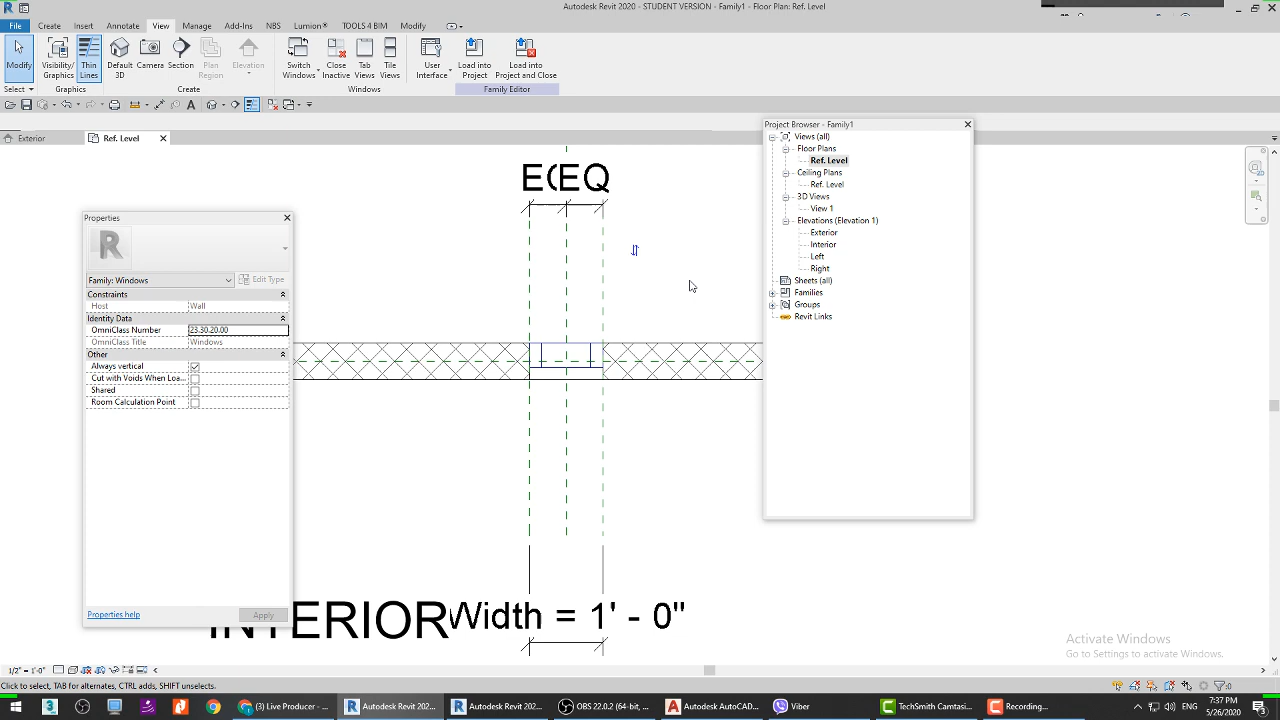 Autodesk Revit 2020 - STUDENT VERSION - Family1 - Floor Plan: Ref. Level
File Create Insert Annotate View Manage Add-Ins NBS Lumion® TOOLS 4 BIM Modify
Modify
Visibility/ Graphics
Thin Lines
Default 3D
Camera
Section
Plan Region
Elevation
Switch Windows
Close Inactive
Tab Views
Tile Views
User Interface
Load into Project
Load into Project and Close
Select
Graphics
Create
Windows
Family Editor
Exterior
Ref. Level
Properties
Family: Windows
Edit Type
Constraints
Host Wall
Identity Data
OmniClass Number 23.30.20.00
OmniClass Title Windows
Other
Always vertical
Cut with Voids When Loa...
Shared
Room Calculation Point
Properties help
Apply
EQ
INTERIOR
Width = 1' - 0"
Project Browser - Family1
Views (all)
Floor Plans
Ref. Level
Ceiling Plans
Ref. Level
3D Views
View 1
Elevations (Elevation 1)
Exterior
Interior
Left
Right
Sheets (all)
Families
Groups
Revit Links
Activate Windows
Go to Settings to activate Windows.
1/2" = 1'-0"
Click to select, TAB for alternates, CTRL adds, SHIFT unselects.
:0
(1) Live Producer - ...
Autodesk Revit 202...
Autodesk Revit 202...
OBS 22.0.2 (64-bit, ...
Autodesk AutoCAD...
Viber
TechSmith Camtasi...
Recording...
ENG
7:37 PM
5/26/2020